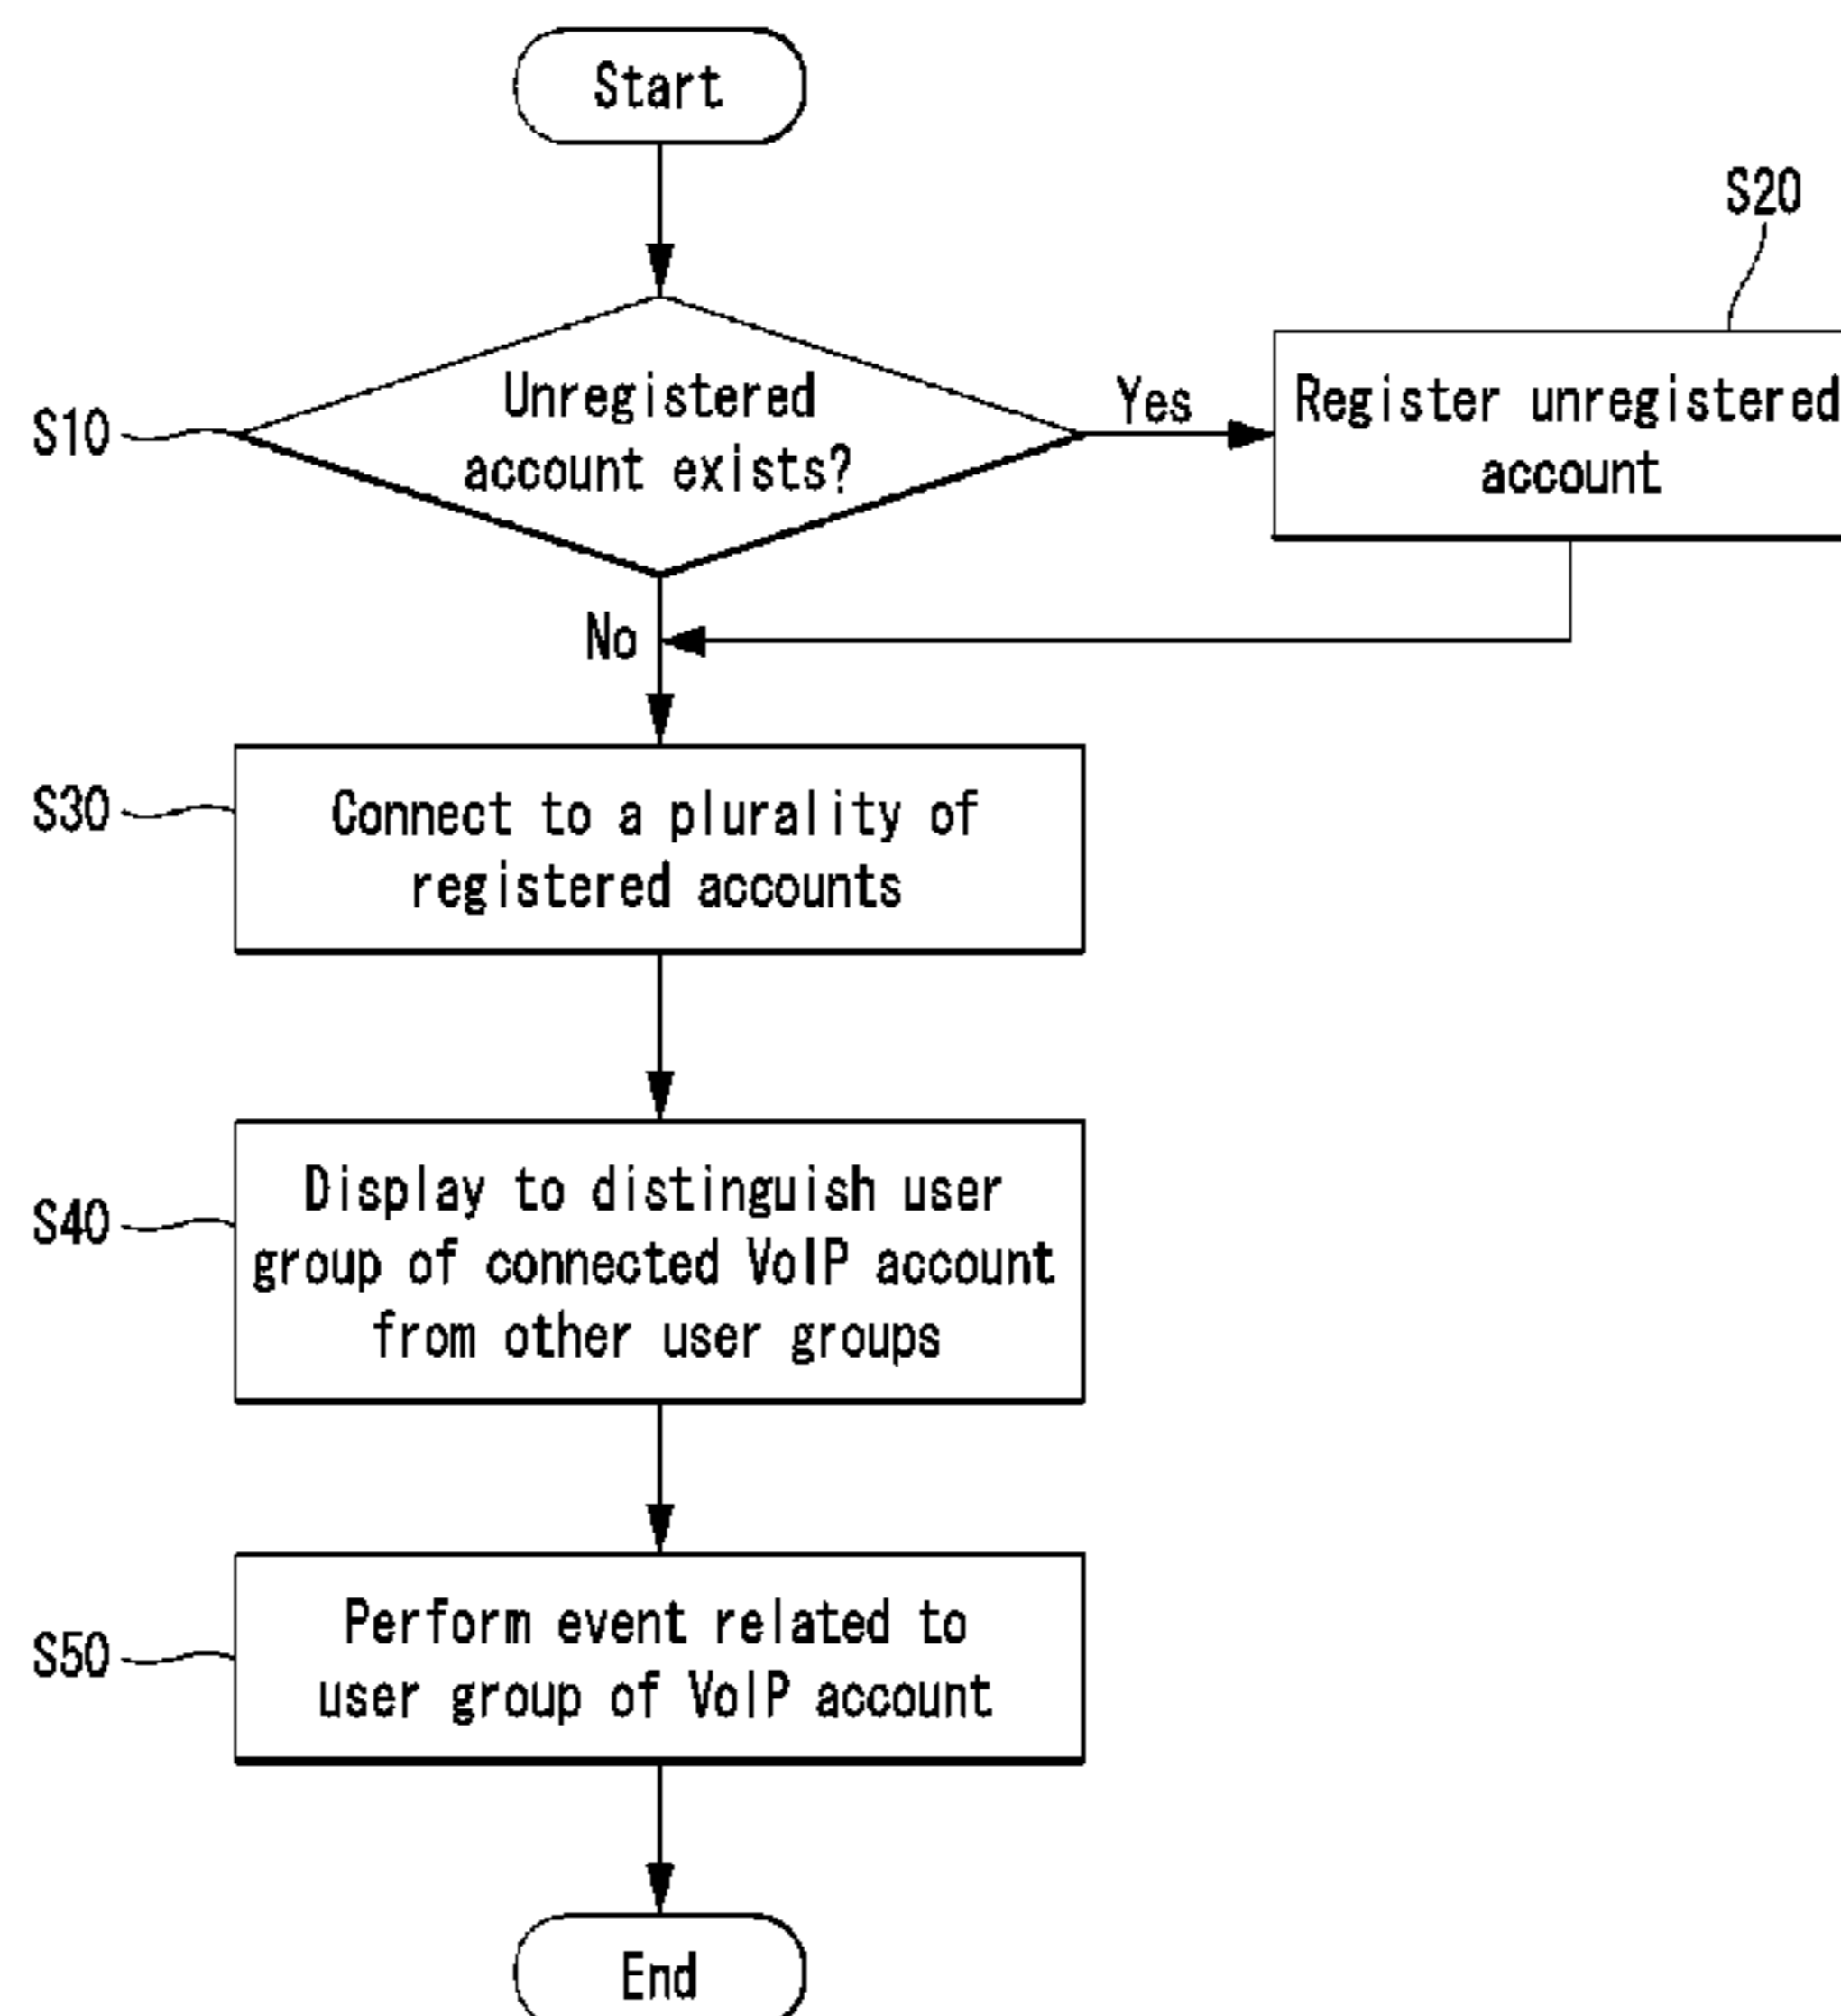 Start
S20
S10
Unregistered
account exists?
Yes
Register unregistered
account
No
S30
Connect to a plurality of
registered accounts
S40
Display to distinguish user
group of connected VoIP account
from other user groups
S50
Perform event related to
user group of VoIP account
End